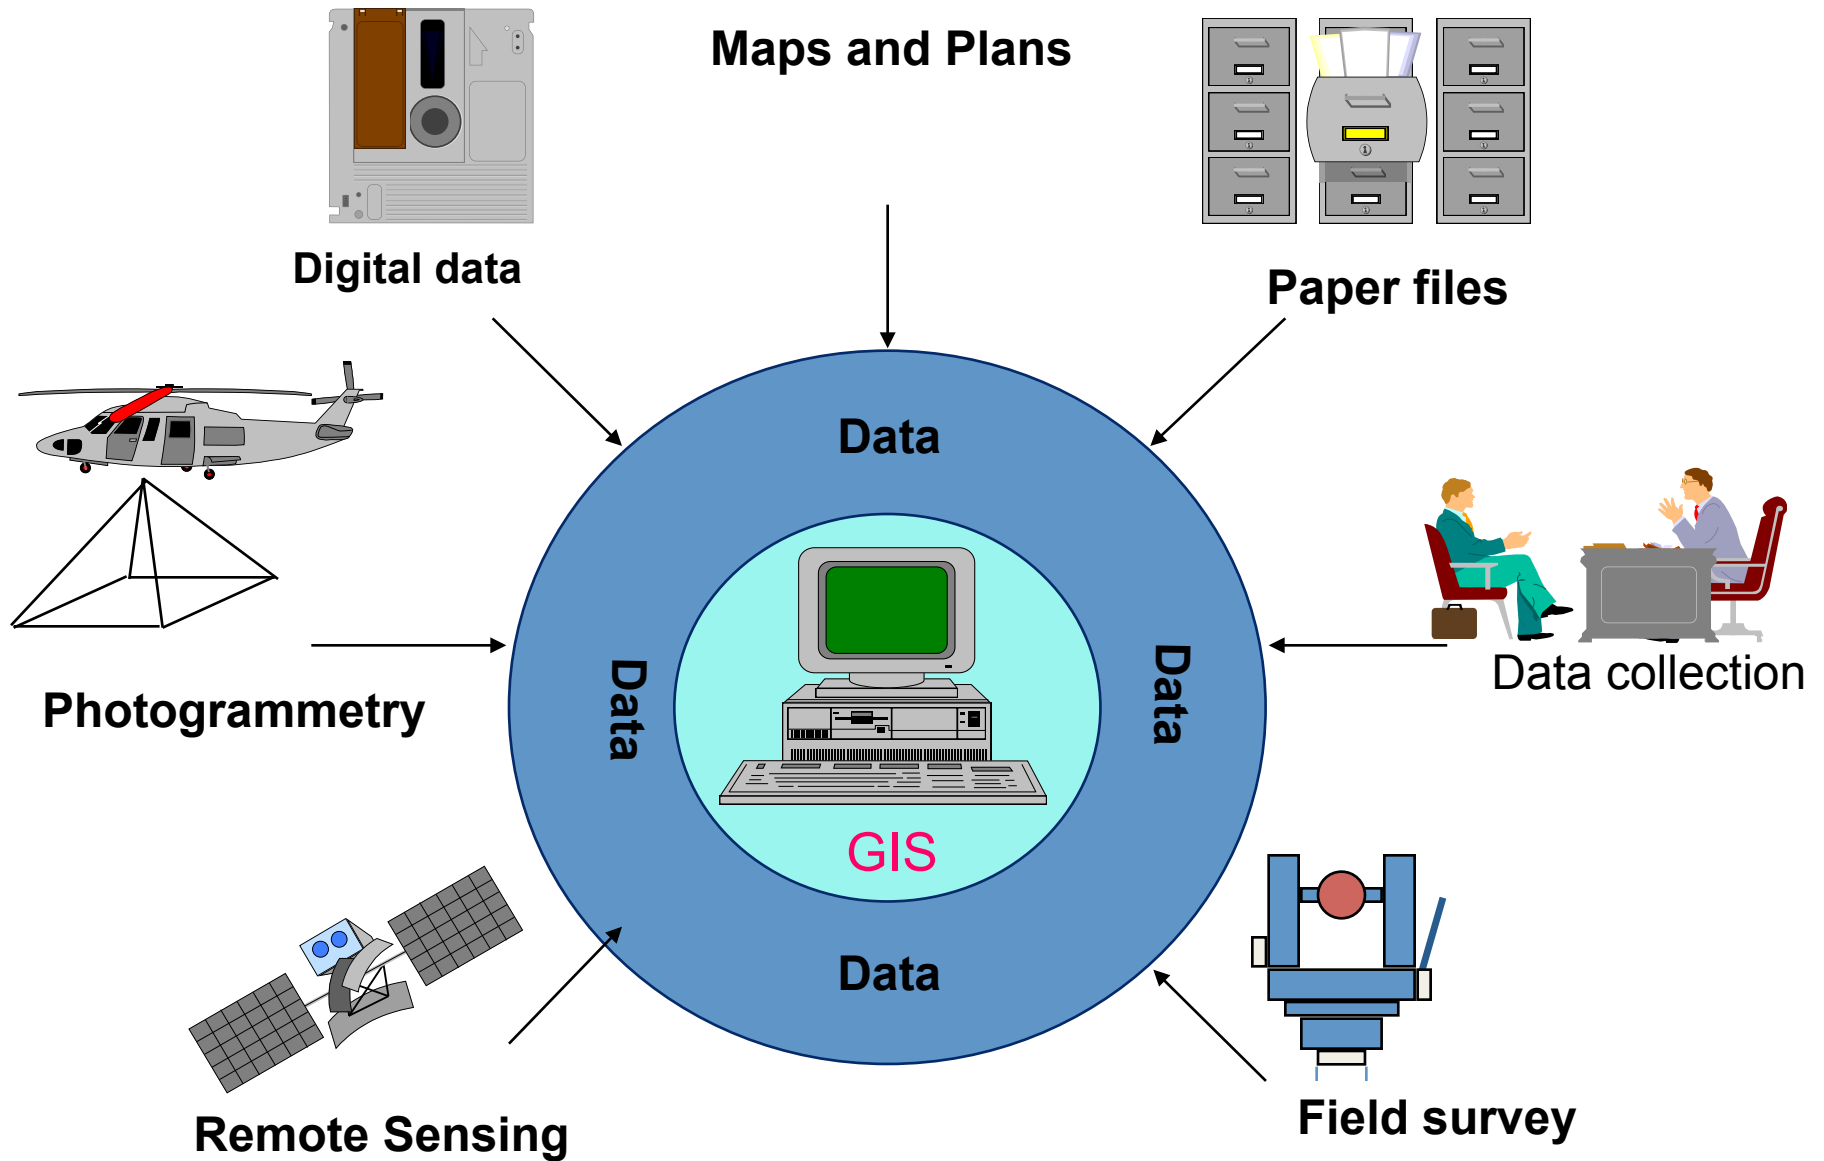 Maps and Plans
Digital data
Paper files
Data
Data
Data
Data collection
Photogrammetry
GIS
Data
Remote Sensing
Field survey